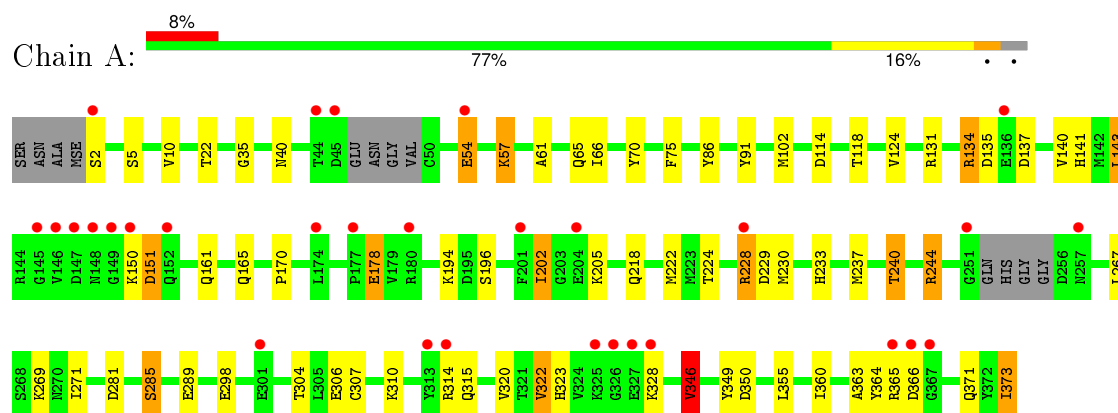 8%
Chain A:
77% 16% • •
SER ASN ALA MSE S2 S5 V10 T22 G35 N40 T44 D45 GLU ASN GLY VAL C50 E54 K57 A61 Q65 I66 Y70 F75 Y86 Y91 M102 D114 T118 V124 R131 R134 D135 E136 D137 V140 H141 M142
R144 G145 V146 D147 N148 G149 K150 D151 Q152 Q161 Q165 P170 L174 P177 E178 V179 R180 K194 D195 S196 F201 I202 G203 E204 K205 Q218 M222 M223 T224 R228 D229 M230 H233 M237 T240 R244 G251 GLN HIS GLY GLY D256 N257
S268 K269 N270 I271 D281 S285 E289 E298 E301 T304 L305 E306 C307 K310 Y313 R314 Q315 V320 T321 V322 H323 V324 K325 G326 E327 K328 V346 Y349 D350 L355 I360 A363 Y364 R365 D366 G367 Q371 Y372 I373